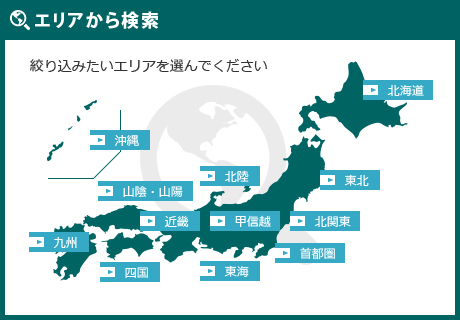 エリアから検索
絞り込みたいエリアを選んでください
北海道
沖縄
北陸
東北
山陰・山陽
近畿
甲信越
北関東
九州
首都圏
四国
東海